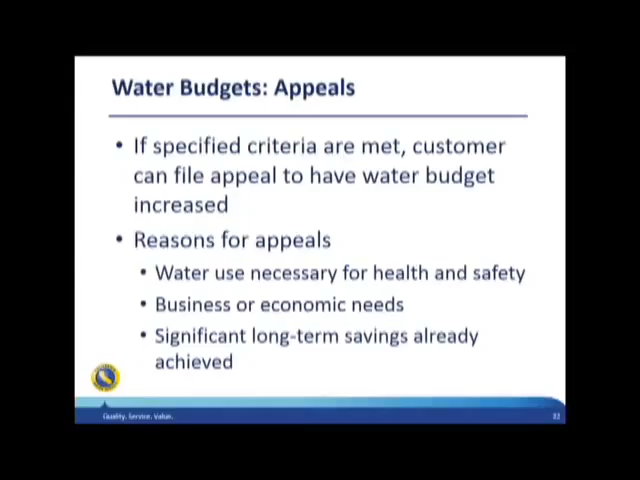 Water Budgets: Appeals
• If specified criteria are met, customer
can file appeal to have water budget
increased
• Reasons for appeals
• Water use necessary for health and safety
• Business or economic needs
• Significant long-term savings already
achieved
Quality. Service. Value.